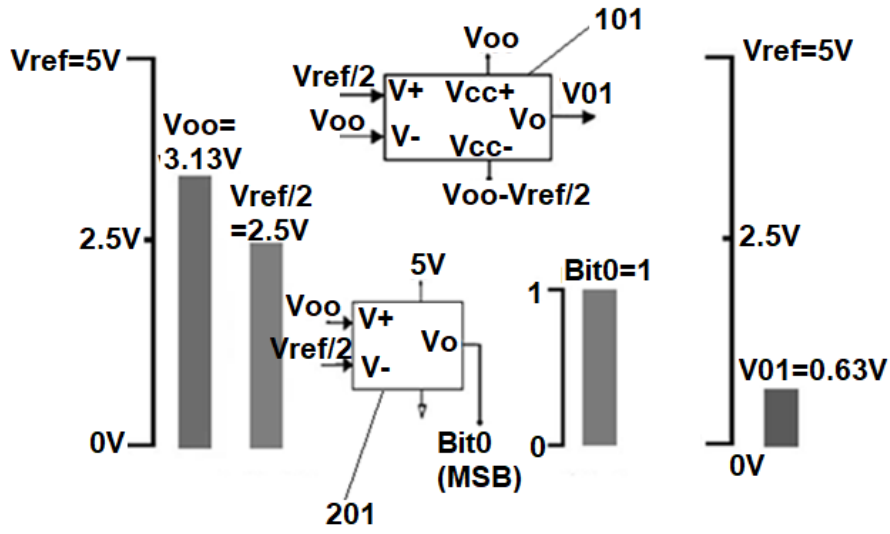 Vref=5V
2.5V
0V
Voo=
3.13V
Vref/2
=2.5V
Voo
101
Vref/2
V+
Vcc+
V01
Voo
V-
Vo
Vcc-
Voo-Vref/2
5V
Voo
V+
Vref/2
V-
Vo
Bit0
(MSB)
201
Bit0=1
1
0
Vref=5V
2.5V
V01=0.63V
0V